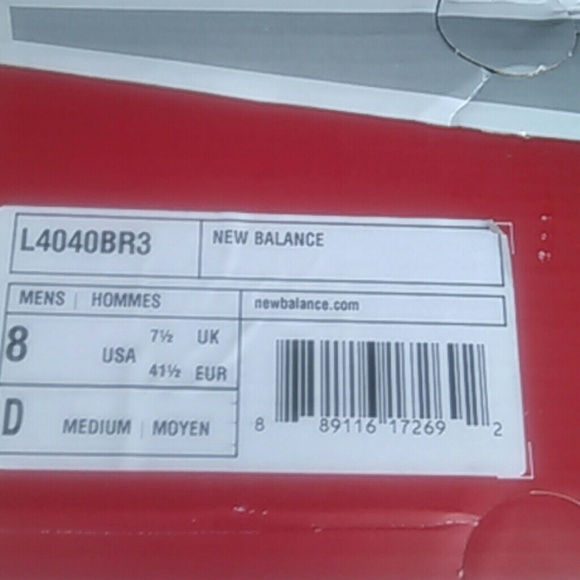 L4040BR3
NEW BALANCE
MENS | HOMMES
newbalance.com
8 USA 7½ UK
41½ EUR
D MEDIUM | MOYEN
8 89116 17269 2